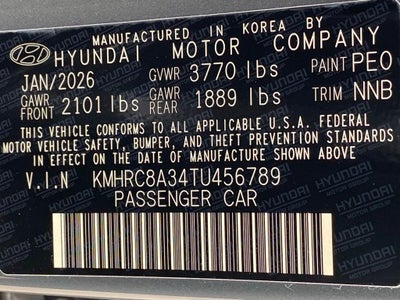 MANUFACTURED IN KOREA BY
HYUNDAI MOTOR COMPANY
JAN/2026 GVWR 3770 lbs PAINT PEO
GAWR FRONT 2101 lbs GAWR REAR 1889 lbs TRIM NNB
THIS VEHICLE CONFORMS TO ALL APPLICABLE U.S.A. FEDERAL
MOTOR VEHICLE SAFETY, BUMPER, AND THEFT PREVENTION STANDARDS
IN EFFECT ON THE DATE OF MANUFACTURE SHOWN ABOVE.
V.I.N KMHRC8A34TU456789
PASSENGER CAR